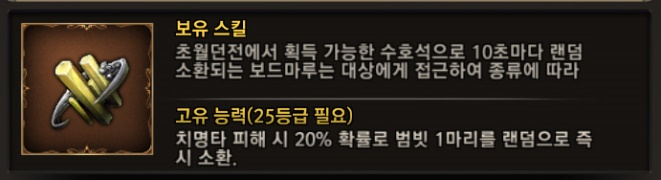 보유 스킬
초월던전에서 획득 가능한 수호석으로 10초마다 랜덤
소환되는 보드마루는 대상에게 접근하여 종류에 따라
고유 능력(25등급 필요)
치명타 피해 시 20% 확률로 범빗 1마리를 랜덤으로 즉
시 소환.